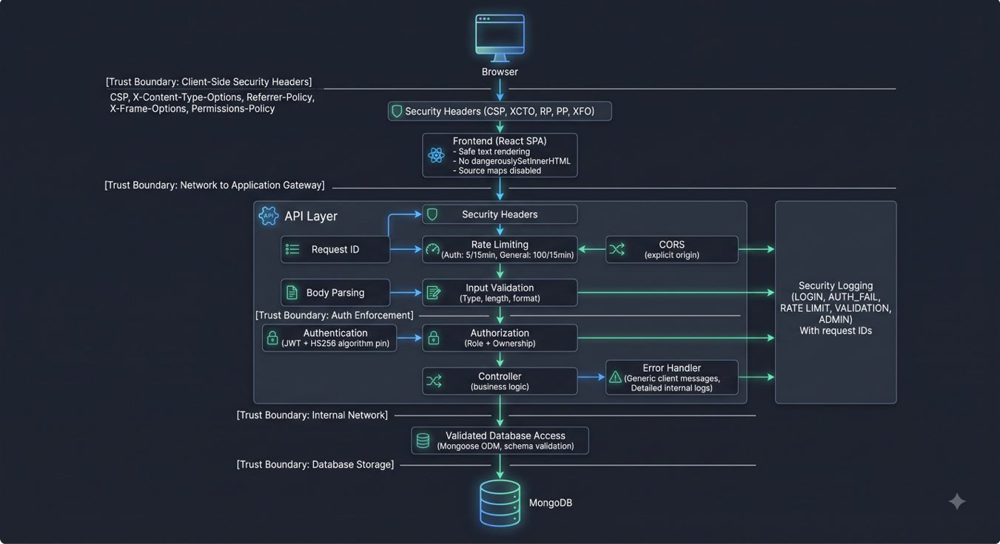 Browser
[Trust Boundary: Client-Side Security Headers]
CSP, X-Content-Type-Options, Referrer-Policy,
X-Frame-Options, Permissions-Policy
Security Headers (CSP, XCTO, RP, PP, XFO)
Frontend (React SPA)
- Safe text rendering
- No dangerouslySetInnerHTML
- Source maps disabled
[Trust Boundary: Network to Application Gateway]
API
API Layer
Security Headers
Request ID
Rate Limiting
(Auth: 5/15min, General: 100/15min)
CORS
(explicit origin)
Body Parsing
Input Validation
(Type, length, format)
[Trust Boundary: Auth Enforcement]
Authentication
(JWT + HS256 algorithm pin)
Authorization
(Role + Ownership)
Controller
(business logic)
Error Handler
(Generic client messages,
Detailed internal logs)
Security Logging
(LOGIN, AUTH_FAIL,
RATE LIMIT, VALIDATION,
ADMIN)
With request IDs
[Trust Boundary: Internal Network]
Validated Database Access
(Mongoose ODM, schema validation)
[Trust Boundary: Database Storage]
MongoDB